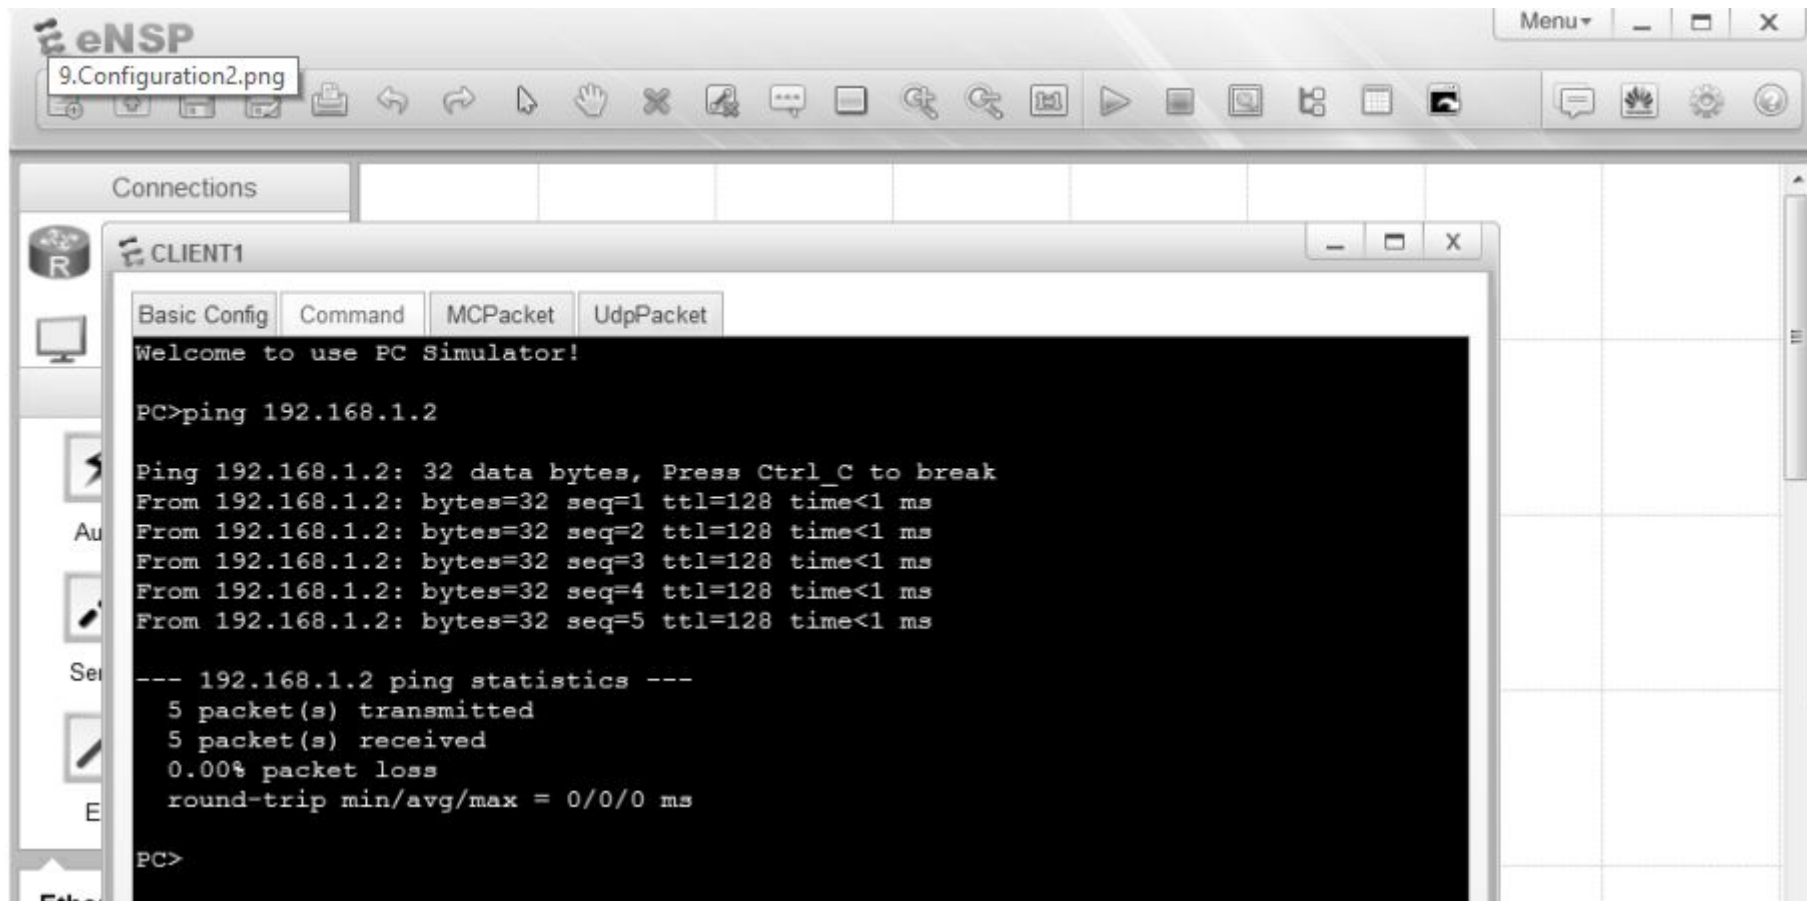 eNSP
Menu
9.Configuration2.png
Connections
R
CLIENT1
Basic Config Command MCPacket UdpPacket
Welcome to use PC Simulator!
PC>ping 192.168.1.2
Ping 192.168.1.2: 32 data bytes, Press Ctrl_C to break
From 192.168.1.2: bytes=32 seq=1 ttl=128 time<1 ms
From 192.168.1.2: bytes=32 seq=2 ttl=128 time<1 ms
From 192.168.1.2: bytes=32 seq=3 ttl=128 time<1 ms
From 192.168.1.2: bytes=32 seq=4 ttl=128 time<1 ms
From 192.168.1.2: bytes=32 seq=5 ttl=128 time<1 ms
--- 192.168.1.2 ping statistics ---
5 packet(s) transmitted
5 packet(s) received
0.00% packet loss
round-trip min/avg/max = 0/0/0 ms
PC>